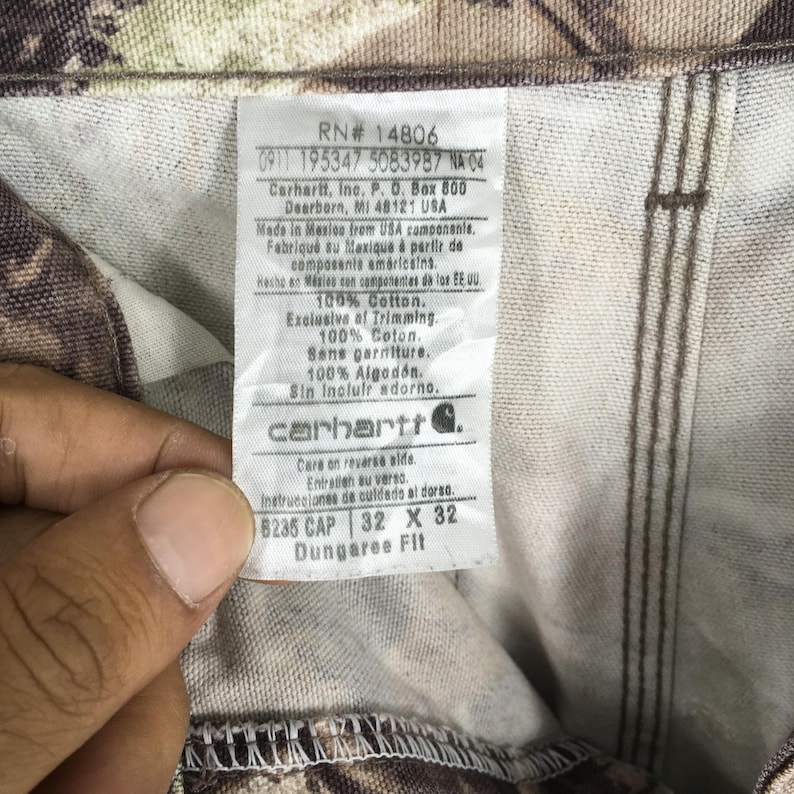 RN# 14806
0911 195347 5083987 NA 04
Carhartt, Inc. P. O. Box 600
Dearborn, MI 48121 USA
Made in Mexico from USA components.
Fabriqué au Mexique à partir de
composants américains.
Hecho en México con componentes de los EE.UU.
100% Cotton.
Exclusive of Trimming.
100% Coton.
Sans garniture.
100% Algodón.
Sin incluir adorno.
carhartt
Care on reverse side.
Entretien au verso.
Instrucciones de cuidado al dorso.
B235 CAP 32 X 32
Dungaree Fit